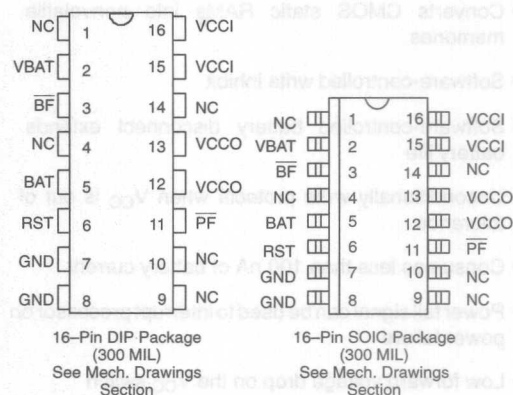 NC 1 16 VCCI
VBAT 2 15 VCCI
BF 3 14 NC
NC 4 13 VCCO
BAT 5 12 VCCO
RST 6 11 PF
GND 7 10 NC
GND 8 9 NC
16–Pin DIP Package
(300 MIL)
See Mech. Drawings
Section
NC 1 16 VCCI
VBAT 2 15 VCCI
BF 3 14 NC
NC 4 13 VCCO
BAT 5 12 VCCO
RST 6 11 PF
GND 7 10 NC
GND 8 9 NC
16–Pin SOIC Package
(300 MIL)
See Mech. Drawings
Section